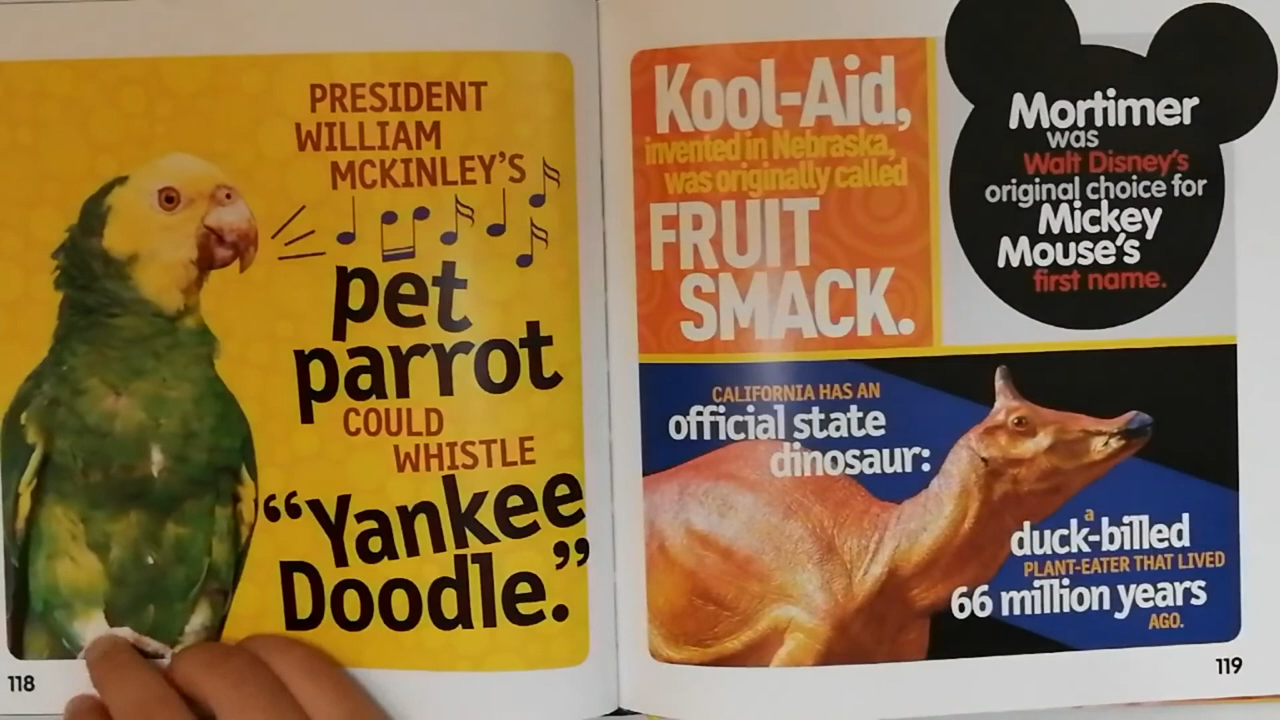 PRESIDENT
WILLIAM
MCKINLEY'S
pet
parrot
COULD
WHISTLE
“Yankee
Doodle.”
118
Kool-Aid,
invented in Nebraska,
was originally called
FRUIT
SMACK.
Mortimer
was
Walt Disney's
original choice for
Mickey
Mouse's
first name.
CALIFORNIA HAS AN
official state
dinosaur:
a
duck-billed
PLANT-EATER THAT LIVED
66 million years
AGO.
119